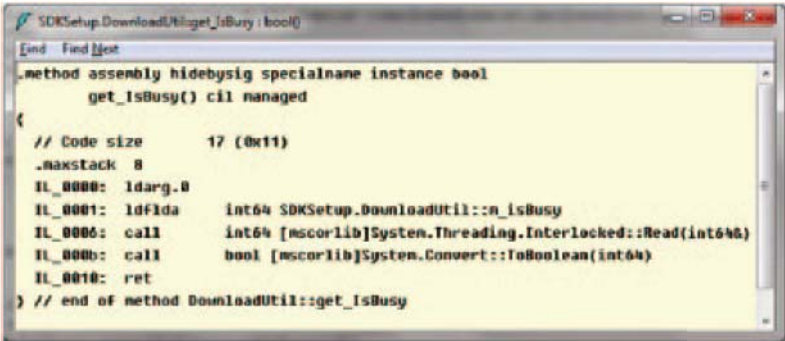 SDKSetup.DownloadUtil::get_IsBusy : bool()
Find Find Next
.method assembly hidebysig specialname instance bool
get_IsBusy() cil managed
{
// Code size 17 (0x11)
.maxstack 8
IL_0000: ldarg.0
IL_0001: ldflda int64 SDKSetup.DownloadUtil::m_isBusy
IL_0006: call int64 [mscorlib]System.Threading.Interlocked::Read(int64&)
IL_000b: call bool [mscorlib]System.Convert::ToBoolean(int64)
IL_0010: ret
} // end of method DownloadUtil::get_IsBusy